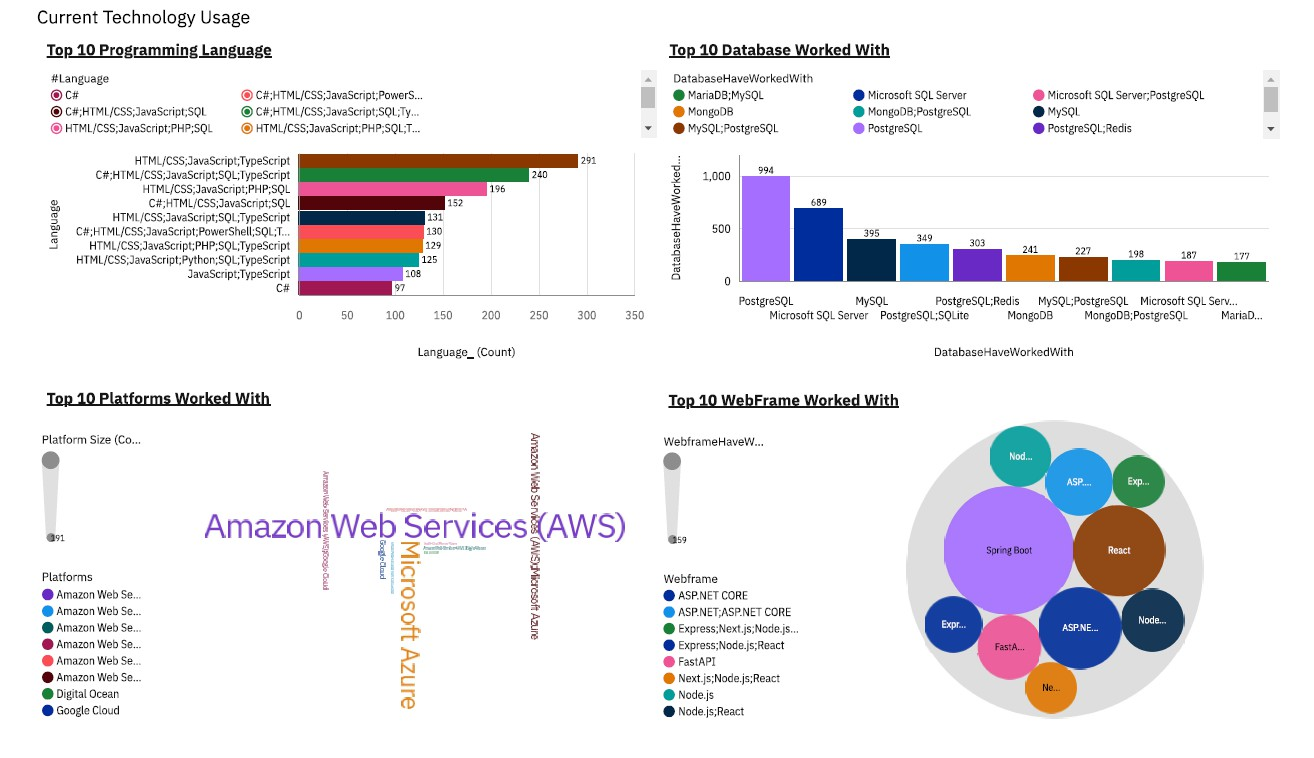 Current Technology Usage
Top 10 Programming Language
#Language
C#
C#;HTML/CSS;JavaScript;PowerS...
C#;HTML/CSS;JavaScript;SQL
C#;HTML/CSS;JavaScript;SQL;Ty...
HTML/CSS;JavaScript;PHP;SQL
HTML/CSS;JavaScript;PHP;SQL;T...
Language
HTML/CSS;JavaScript;TypeScript 291
C#;HTML/CSS;JavaScript;SQL;TypeScript 240
HTML/CSS;JavaScript;PHP;SQL 196
C#;HTML/CSS;JavaScript;SQL 152
HTML/CSS;JavaScript;SQL;TypeScript 131
C#;HTML/CSS;JavaScript;PowerShell;SQL;T... 130
HTML/CSS;JavaScript;PHP;SQL;TypeScript 129
HTML/CSS;JavaScript;Python;SQL;TypeScript 125
JavaScript;TypeScript 108
C# 97
0 50 100 150 200 250 300 350
Language_ (Count)
Top 10 Database Worked With
DatabaseHaveWorkedWith
MariaDB;MySQL
Microsoft SQL Server
Microsoft SQL Server;PostgreSQL
MongoDB
MongoDB;PostgreSQL
MySQL
MySQL;PostgreSQL
PostgreSQL
PostgreSQL;Redis
DatabaseHaveWorked...
1,000
500
0
994 689 395 349 303 241 227 198 187 177
PostgreSQL MySQL PostgreSQL;Redis MySQL;PostgreSQL Microsoft SQL Serv...
Microsoft SQL Server PostgreSQL;SQLite MongoDB MongoDB;PostgreSQL MariaD...
DatabaseHaveWorkedWith
Top 10 Platforms Worked With
Platform Size (Co...
191
Platforms
Amazon Web Se...
Amazon Web Se...
Amazon Web Se...
Amazon Web Se...
Amazon Web Se...
Amazon Web Se...
Digital Ocean
Google Cloud
Amazon Web Services (AWS)
Microsoft Azure
Amazon Web Services (AWS);Microsoft Azure
Amazon Web Services (AWS);Google Cloud
Google Cloud
Top 10 WebFrame Worked With
WebframeHaveW...
159
Webframe
ASP.NET CORE
ASP.NET;ASP.NET CORE
Express;Next.js;Node.js...
Express;Node.js;React
FastAPI
Next.js;Node.js;React
Node.js
Node.js;React
Nod...
ASP....
Exp...
Spring Boot
React
Expr...
FastA...
ASP.NE...
Node...
Ne...